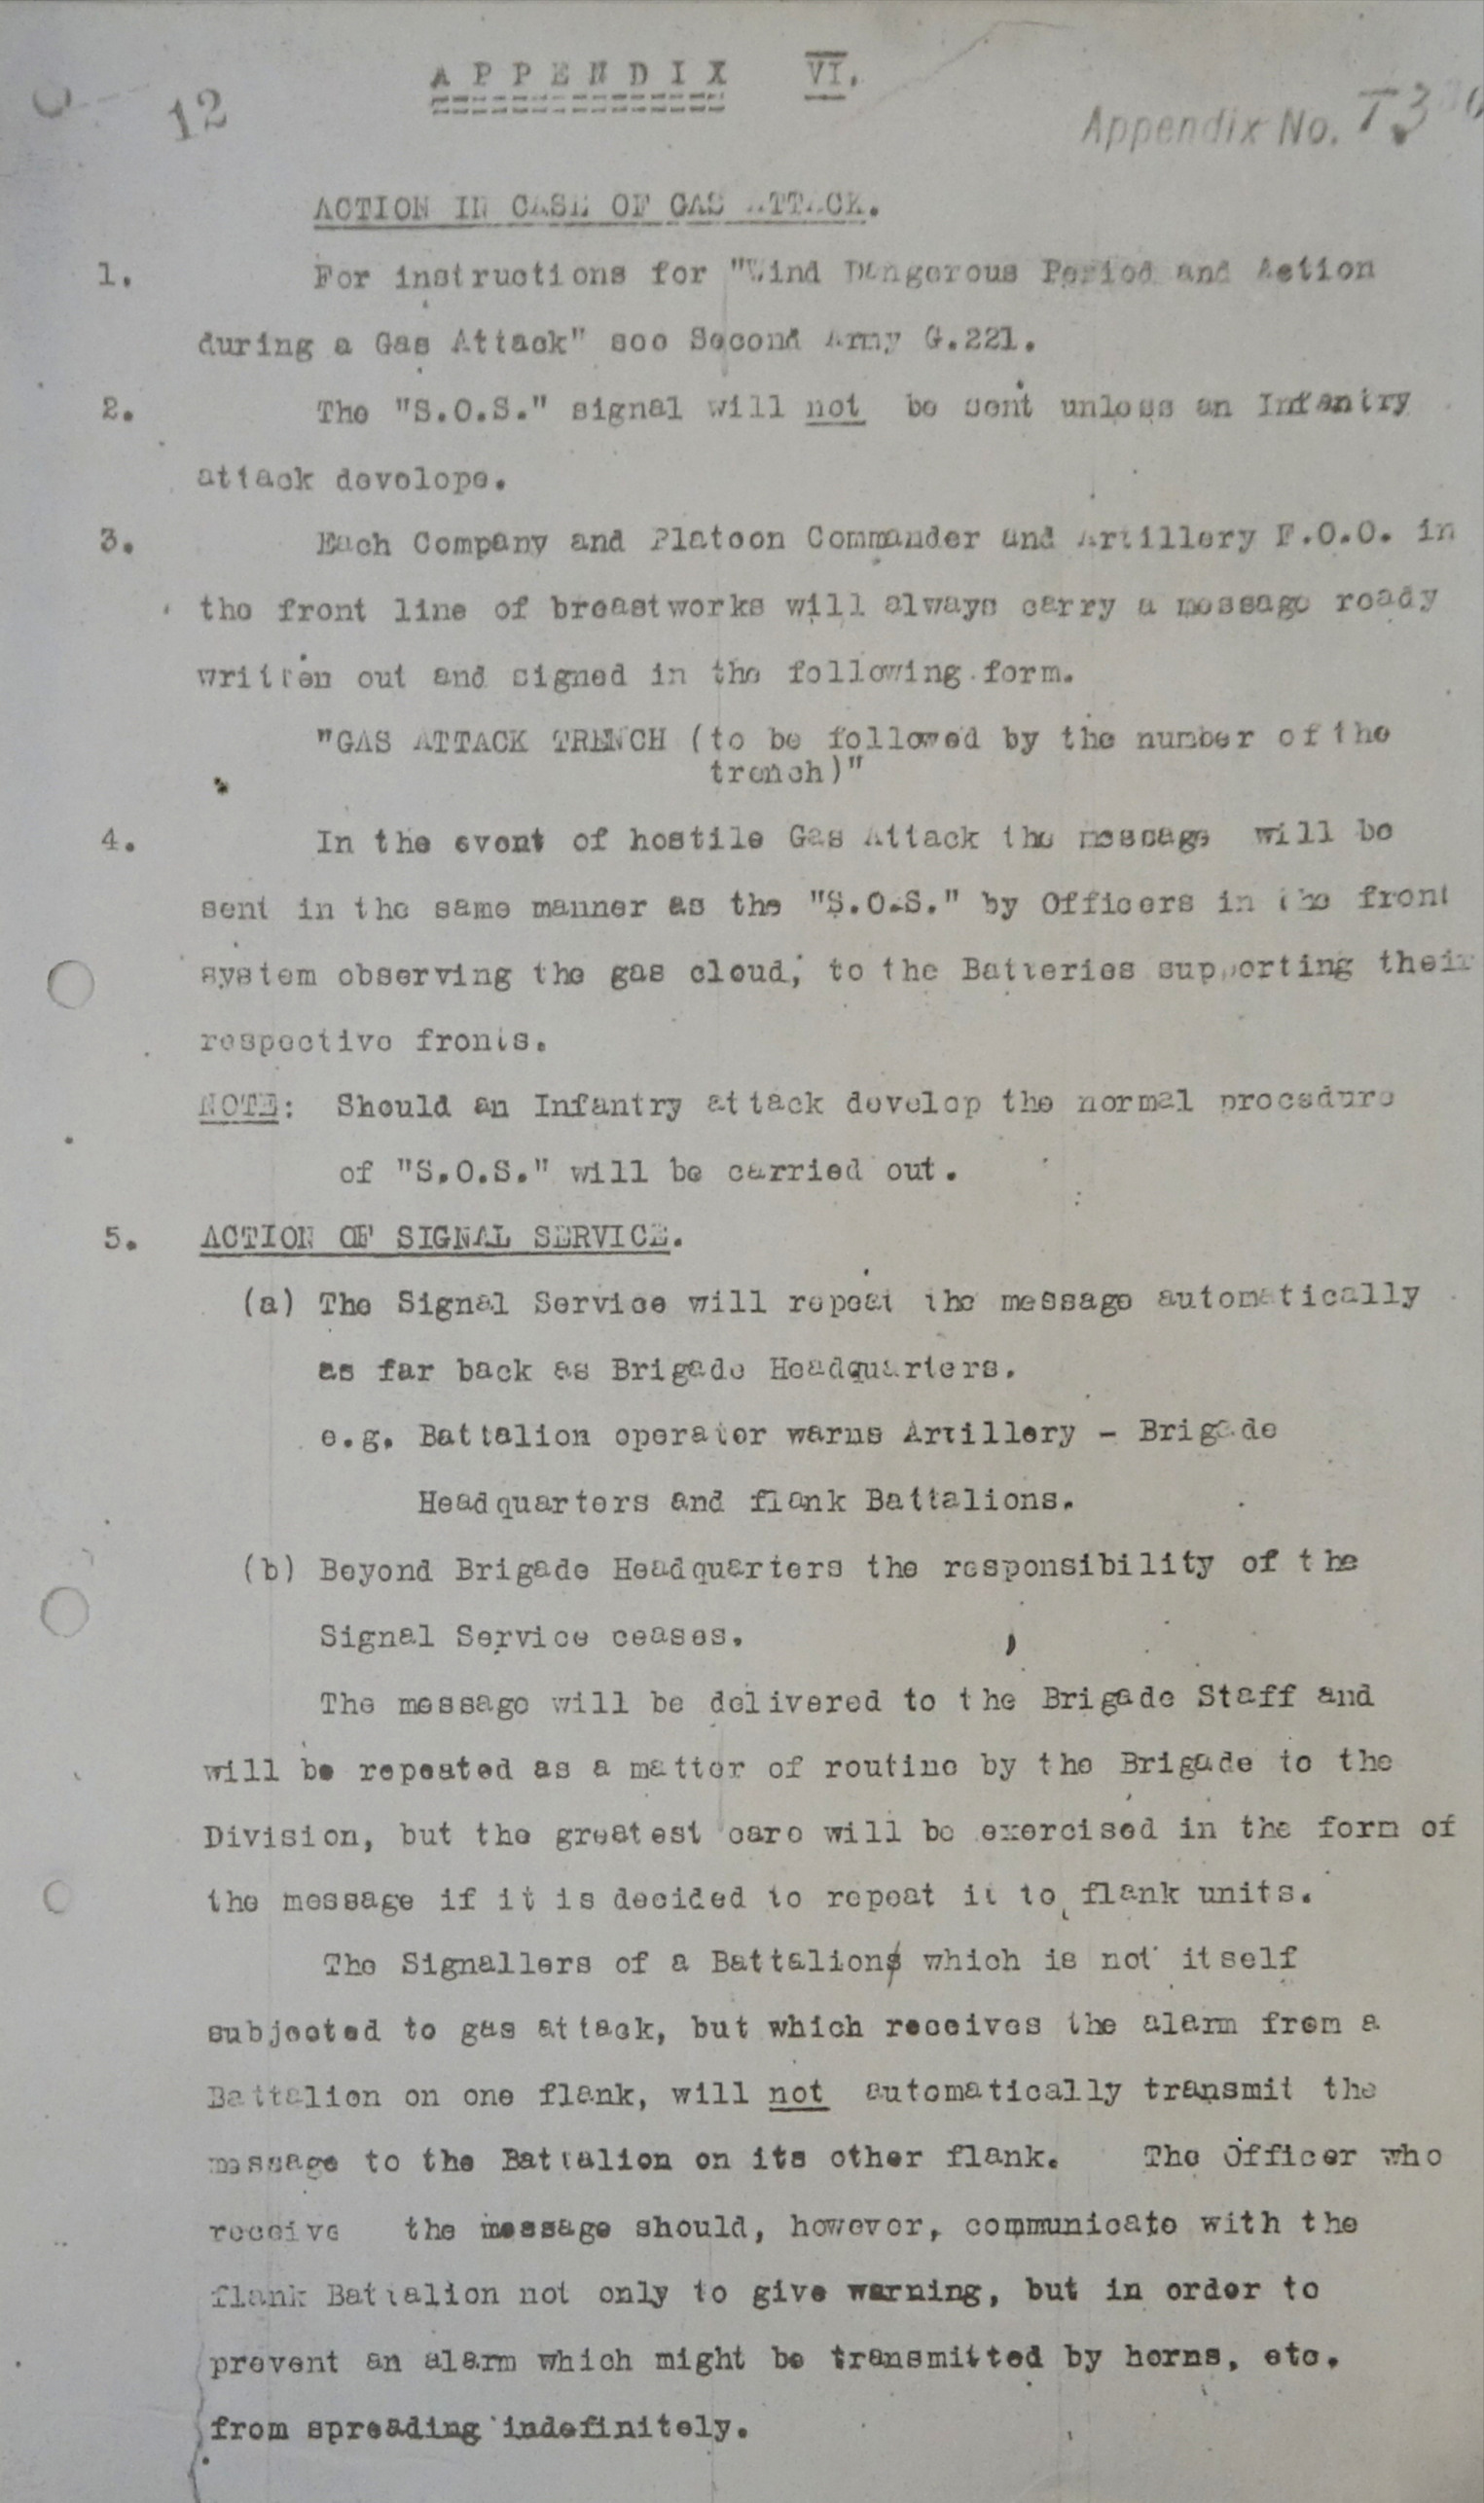 12
APPENDIX VI.
Appendix No.
ACTION IN CASE OF GAS ATTACK.
1. For instructions for "Wind Dangerous Period and Action
during a Gas Attack" see Second Army G.221.
2. The "S.O.S." signal will not be sent unless an Infantry
attack develope.
3. Each Company and Platoon Commander and Artillery F.O.O. in
the front line of breastworks will always carry a message ready
written out and signed in the following form.
"GAS ATTACK TRENCH (to be followed by the number of the
trench)"
4. In the event of hostile Gas Attack the message will be
sent in the same manner as the "S.O.S." by Officers in the front
system observing the gas cloud, to the Batteries supporting their
respective fronts.
NOTE: Should an Infantry attack develop the normal procedure
of "S.O.S." will be carried out.
5. ACTION OF SIGNAL SERVICE.
(a) The Signal Service will repeat the message automatically
as far back as Brigade Headquarters.
e.g. Battalion operator warns Artillery - Brigade
Headquarters and flank Battalions.
(b) Beyond Brigade Headquarters the responsibility of the
Signal Service ceases.
The message will be delivered to the Brigade Staff and
will be repeated as a matter of routine by the Brigade to the
Division, but the greatest care will be exercised in the form of
the message if it is decided to repeat it to flank units.
The Signallers of a Battalion which is not itself
subjected to gas attack, but which receives the alarm from a
Battalion on one flank, will not automatically transmit the
message to the Battalion on its other flank. The Officer who
receive the message should, however, communicate with the
flank Battalion not only to give warning, but in order to
prevent an alarm which might be transmitted by horns, etc.
from spreading indefinitely.